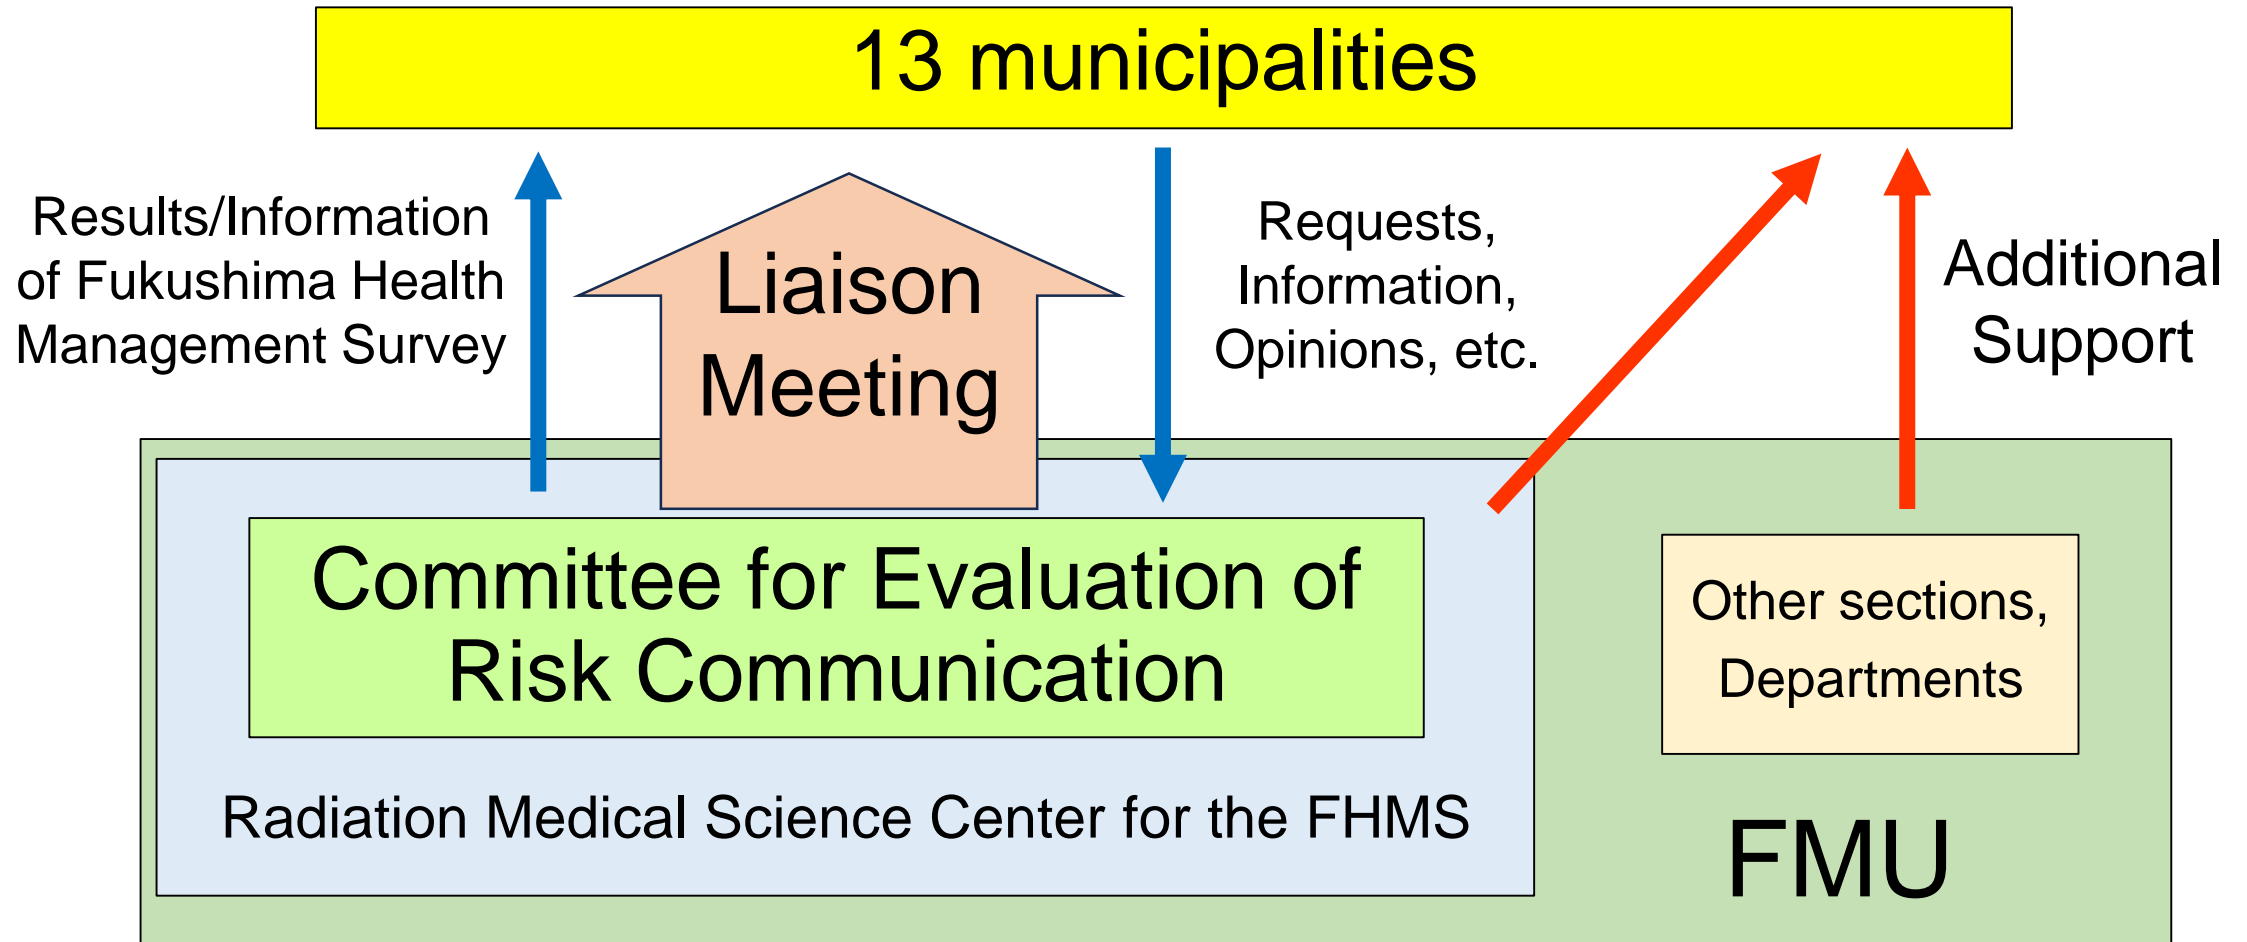 13 municipalities
Results/Information
of Fukushima Health
Management Survey
Liaison
Meeting
Requests,
Information,
Opinions, etc.
Additional
Support
Committee for Evaluation of
Risk Communication
Other sections,
Departments
Radiation Medical Science Center for the FHMS
FMU